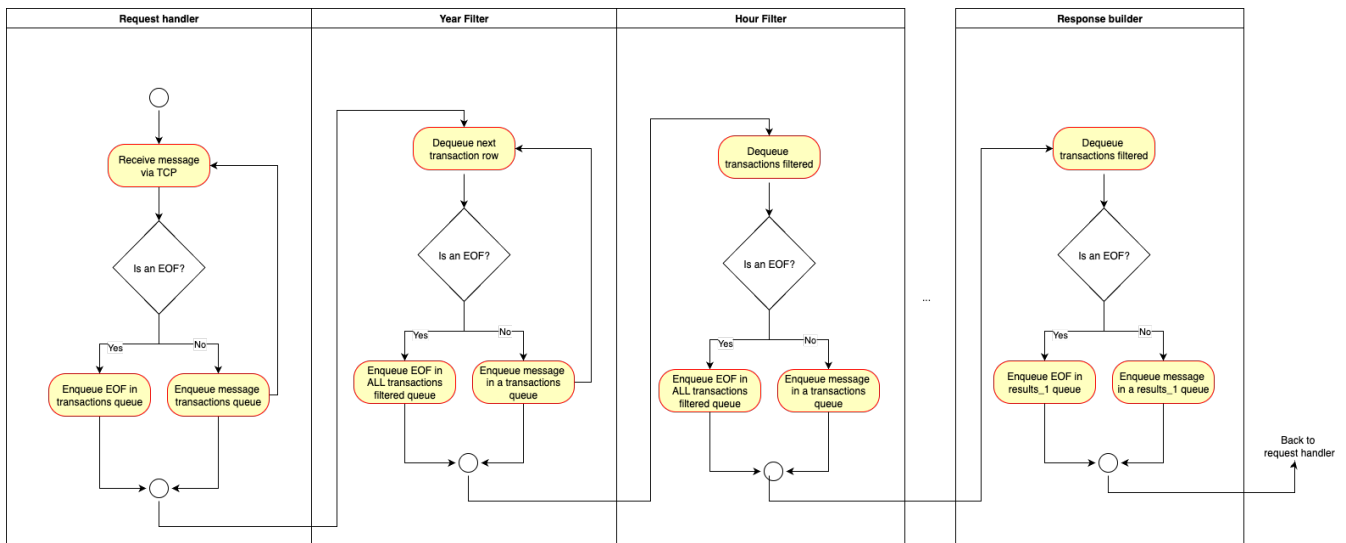 Request handler
Year Filter
Hour Filter
Response builder
Receive message
via TCP
Is an EOF?
Yes
No
Enqueue EOF in
transactions queue
Enqueue message
transactions queue
Dequeue next
transaction row
Is an EOF?
Yes
No
Enqueue EOF in
ALL transactions
filtered queue
Enqueue message
in a transactions
queue
Dequeue
transactions filtered
Is an EOF?
Yes
No
Enqueue EOF in
ALL transactions
filtered queue
Enqueue message
in a transactions
queue
...
Dequeue
transactions filtered
Is an EOF?
Yes
No
Enqueue EOF in
results_1 queue
Enqueue message
in a results_1 queue
Back to
request handler